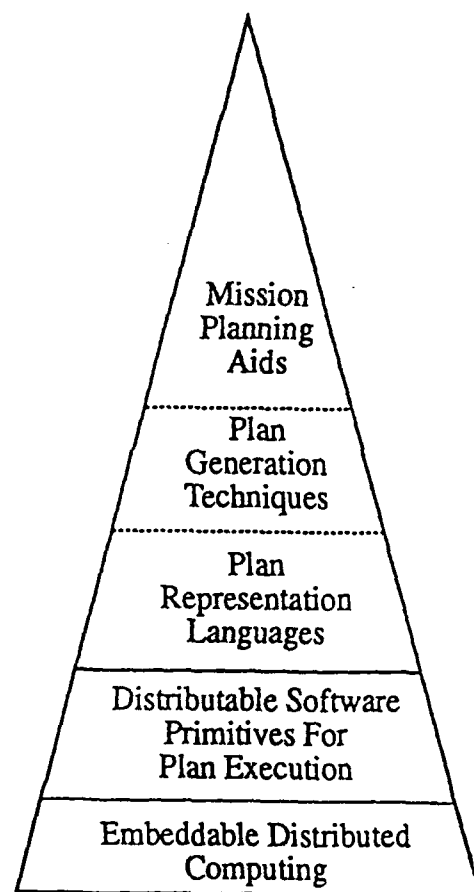 Mission
Planning
Aids
Plan
Generation
Techniques
Plan
Representation
Languages
Distributable Software
Primitives For
Plan Execution
Embeddable Distributed
Computing